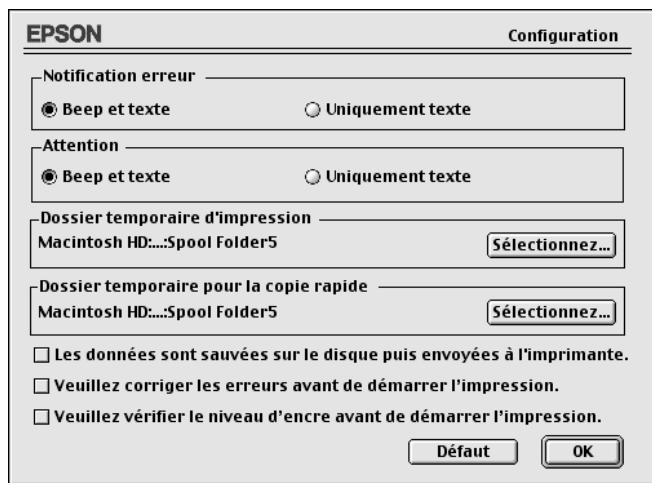 EPSON Configuration
Notification erreur
Beep et texte Uniquement texte
Attention
Beep et texte Uniquement texte
Dossier temporaire d'impression
Macintosh HD:...:Spool Folder5 Sélectionnez...
Dossier temporaire pour la copie rapide
Macintosh HD:...:Spool Folder5 Sélectionnez...
Les données sont sauvées sur le disque puis envoyées à l'imprimante.
Veuillez corriger les erreurs avant de démarrer l’impression.
Veuillez vérifier le niveau d’encre avant de démarrer l’impression.
Défaut OK